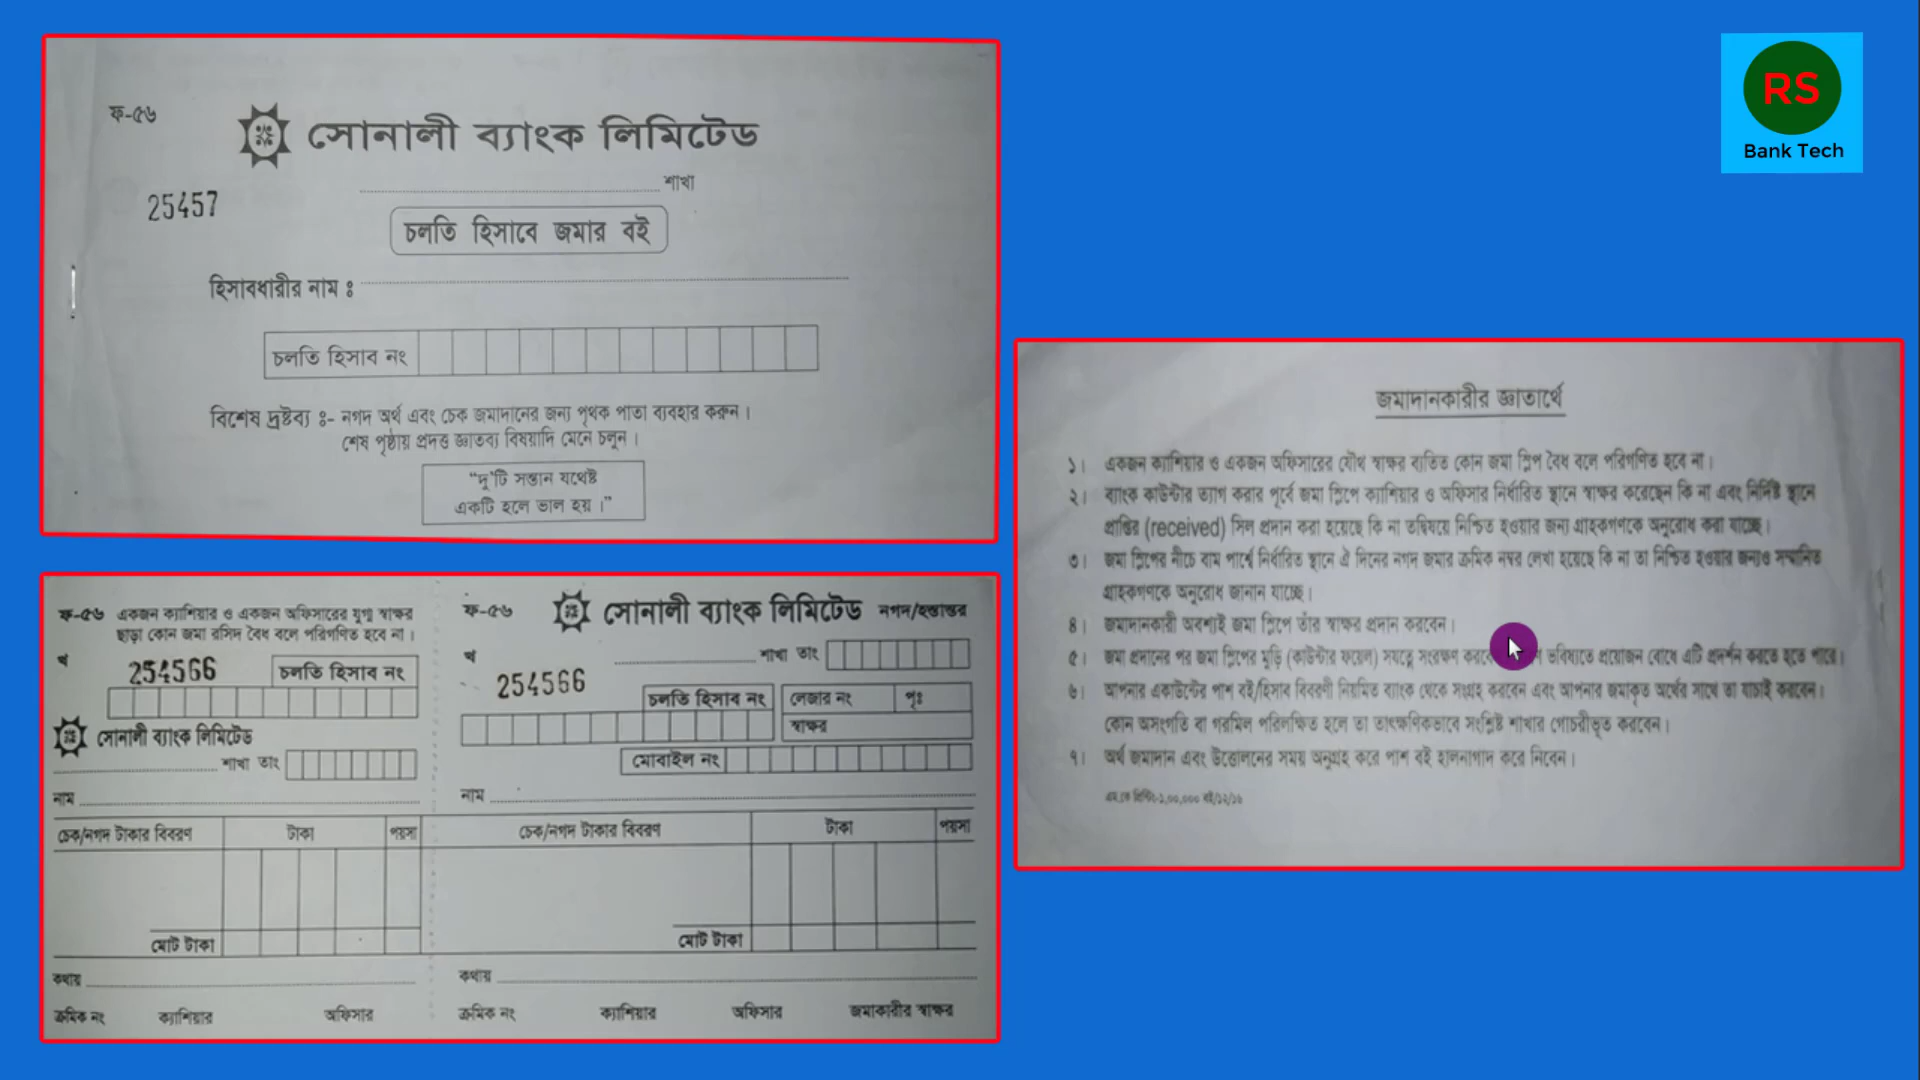 ফ-৫৬
সোনালী ব্যাংক লিমিটেড
শাখা
25457
চলতি হিসাবে জমার বই
হিসাবধারীর নাম ঃ
চলতি হিসাব নং
বিশেষ দ্রষ্টব্য ঃ- নগদ অর্থ এবং চেক জমাদানের জন্য পৃথক পাতা ব্যবহার করুন।
শেষ পৃষ্ঠায় প্রদত্ত জ্ঞাতব্য বিষয়াদি মেনে চলুন।
“দু'টি সন্তান যথেষ্ট
একটি হলে ভাল হয়।”
ফ-৫৬ একজন ক্যাশিয়ার ও একজন অফিসারের যুগ্ম স্বাক্ষর
ছাড়া কোন জমা রসিদ বৈধ বলে পরিগণিত হবে না।
খ
254566
চলতি হিসাব নং
সোনালী ব্যাংক লিমিটেড
শাখা তাং
নাম
চেক/নগদ টাকার বিবরণ টাকা পয়সা
মোট টাকা
কথায়
ক্রমিক নং ক্যাশিয়ার অফিসার
ফ-৫৬ সোনালী ব্যাংক লিমিটেড নগদ/হস্তান্তর
খ
শাখা তাং
254566
চলতি হিসাব নং লেজার নং পৃঃ
স্বাক্ষর
মোবাইল নং
নাম
চেক/নগদ টাকার বিবরণ টাকা পয়সা
মোট টাকা
কথায়
ক্রমিক নং ক্যাশিয়ার অফিসার জমাকারীর স্বাক্ষর
RS
Bank Tech
জমাদানকারীর জ্ঞাতার্থে
১। একজন ক্যাশিয়ার ও একজন অফিসারের যৌথ স্বাক্ষর ব্যতিত কোন জমা স্লিপ বৈধ বলে পরিগণিত হবে না।
২। ব্যাংক কাউন্টার ত্যাগ করার পূর্বে জমা স্লিপে ক্যাশিয়ার ও অফিসার নির্ধারিত স্থানে স্বাক্ষর করেছেন কি না এবং নির্দিষ্ট স্থানে
প্রাপ্তির (received) সিল প্রদান করা হয়েছে কি না তদ্বিষয়ে নিশ্চিত হওয়ার জন্য গ্রাহকগণকে অনুরোধ করা যাচ্ছে।
৩। জমা স্লিপের নীচে বাম পার্শ্বে নির্ধারিত স্থানে ঐ দিনের নগদ জমার ক্রমিক নম্বর লেখা হয়েছে কি না তা নিশ্চিত হওয়ার জন্যও সম্মানিত
গ্রাহকগণকে অনুরোধ জানান যাচ্ছে।
৪। জমাদানকারী অবশ্যই জমা স্লিপে তাঁর স্বাক্ষর প্রদান করবেন।
৫। জমা প্রদানের পর জমা স্লিপের মুড়ি (কাউন্টার ফয়েল) সযত্নে সংরক্ষণ ভবিষ্যতে প্রয়োজন বোধে এটি প্রদর্শন করতে হতে পারে।
৬। আপনার একাউন্টের পাশ বই/হিসাব বিবরণী নিয়মিত ব্যাংক থেকে সংগ্রহ করবেন এবং আপনার জমাকৃত অর্থের সাথে তা যাচাই করবেন।
কোন অসংগতি বা গরমিল পরিলক্ষিত হলে তা তাৎক্ষণিকভাবে সংশ্লিষ্ট শাখার গোচরীভূত করবেন।
৭। অর্থ জমাদান এবং উত্তোলনের সময় অনুগ্রহ করে পাশ বই হালনাগাদ করে নিবেন।